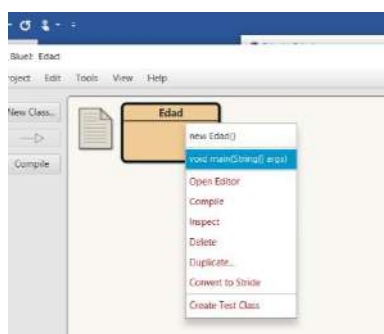 BlueJ: Edad
roject Edit Tools View Help
New Class...
Compile
Edad
new Edad()
void main(String[] args)
Open Editor
Compile
Inspect
Delete
Duplicate...
Convert to Stride
Create Test Class